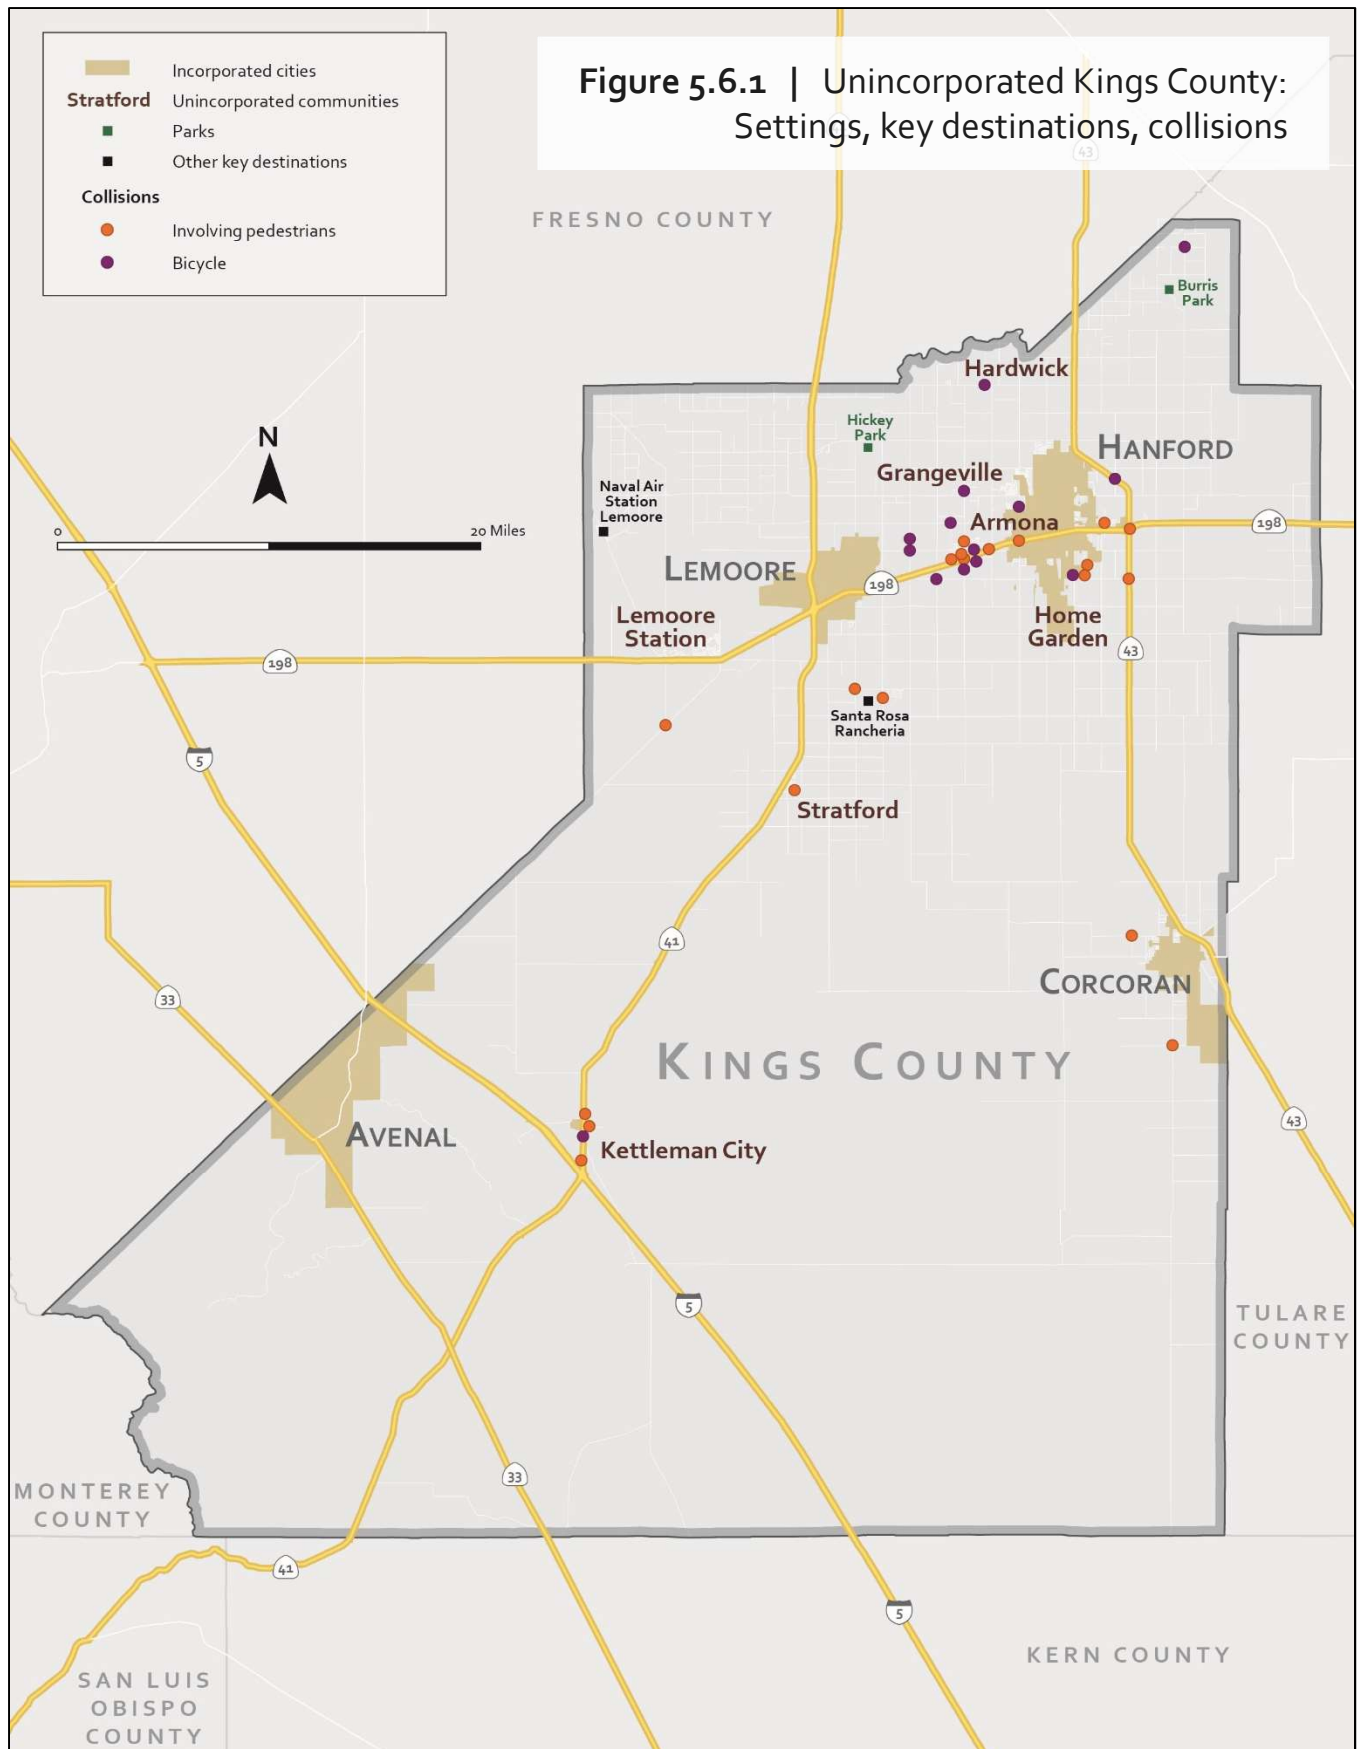 Figure 5.6.1 | Unincorporated Kings County:
Settings, key destinations, collisions
Incorporated cities
Stratford Unincorporated communities
Parks
Other key destinations
Collisions
Involving pedestrians
Bicycle
43
FRESNO COUNTY
Burris
Park
Hardwick
Hickey
Park
N
HANFORD
Grangeville
Naval Air
Station
Lemoore
0
20 Miles
Armona
198
LEMOORE
198
Lemoore
Station
Home
Garden
43
198
Santa Rosa
Rancheria
5
Stratford
41
33
CORCORAN
KINGS COUNTY
43
AVENAL
Kettleman City
5
TULARE
COUNTY
33
MONTEREY
COUNTY
41
5
KERN COUNTY
SAN LUIS
OBISPO
COUNTY